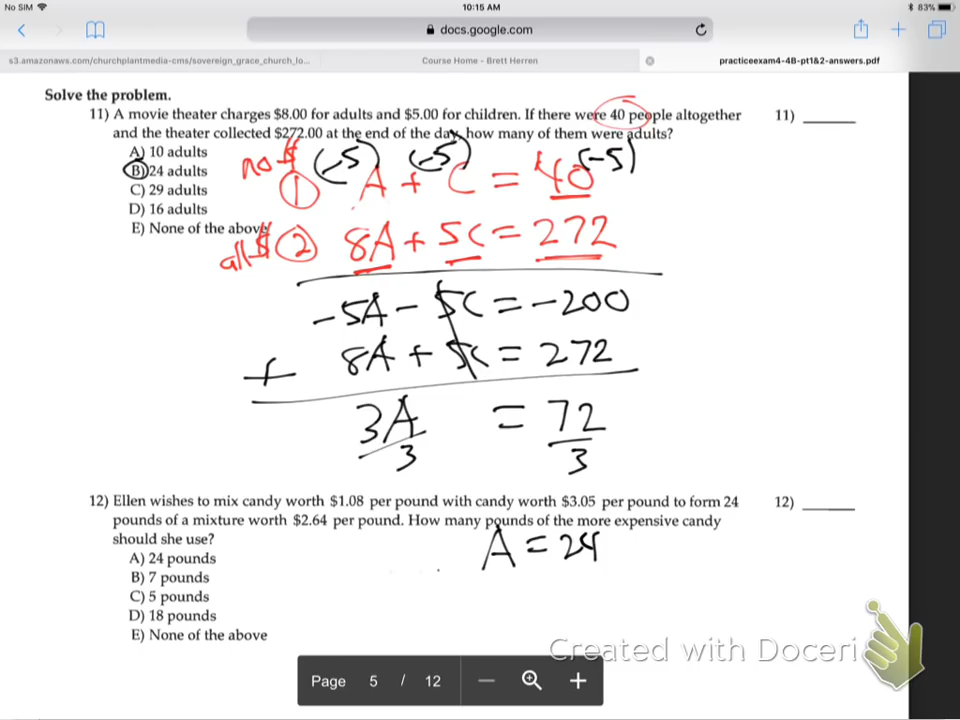 No SIM 10:15 AM 83%
docs.google.com
s3.amazonaws.com/churchplantmedia-cms/sovereign_grace_church_lo... Course Home - Brett Herren practiceexam4-4B-pt1&2-answers.pdf
Solve the problem.
11) A movie theater charges $8.00 for adults and $5.00 for children. If there were 40 people altogether 11)
and the theater collected $272.00 at the end of the day, how many of them were adults?
A) 10 adults
B) 24 adults
C) 29 adults
D) 16 adults
E) None of the above
no $ (-5) (-5) (-5)
① A + C = 40
all $ ② 8A + 5C = 272
-5A - 5C = -200
+ 8A + 5C = 272
3A = 72
3 3
12) Ellen wishes to mix candy worth $1.08 per pound with candy worth $3.05 per pound to form 24 12)
pounds of a mixture worth $2.64 per pound. How many pounds of the more expensive candy
should she use?
A = 24
A) 24 pounds
B) 7 pounds
C) 5 pounds
D) 18 pounds
E) None of the above
Created with Doceri
Page 5 / 12